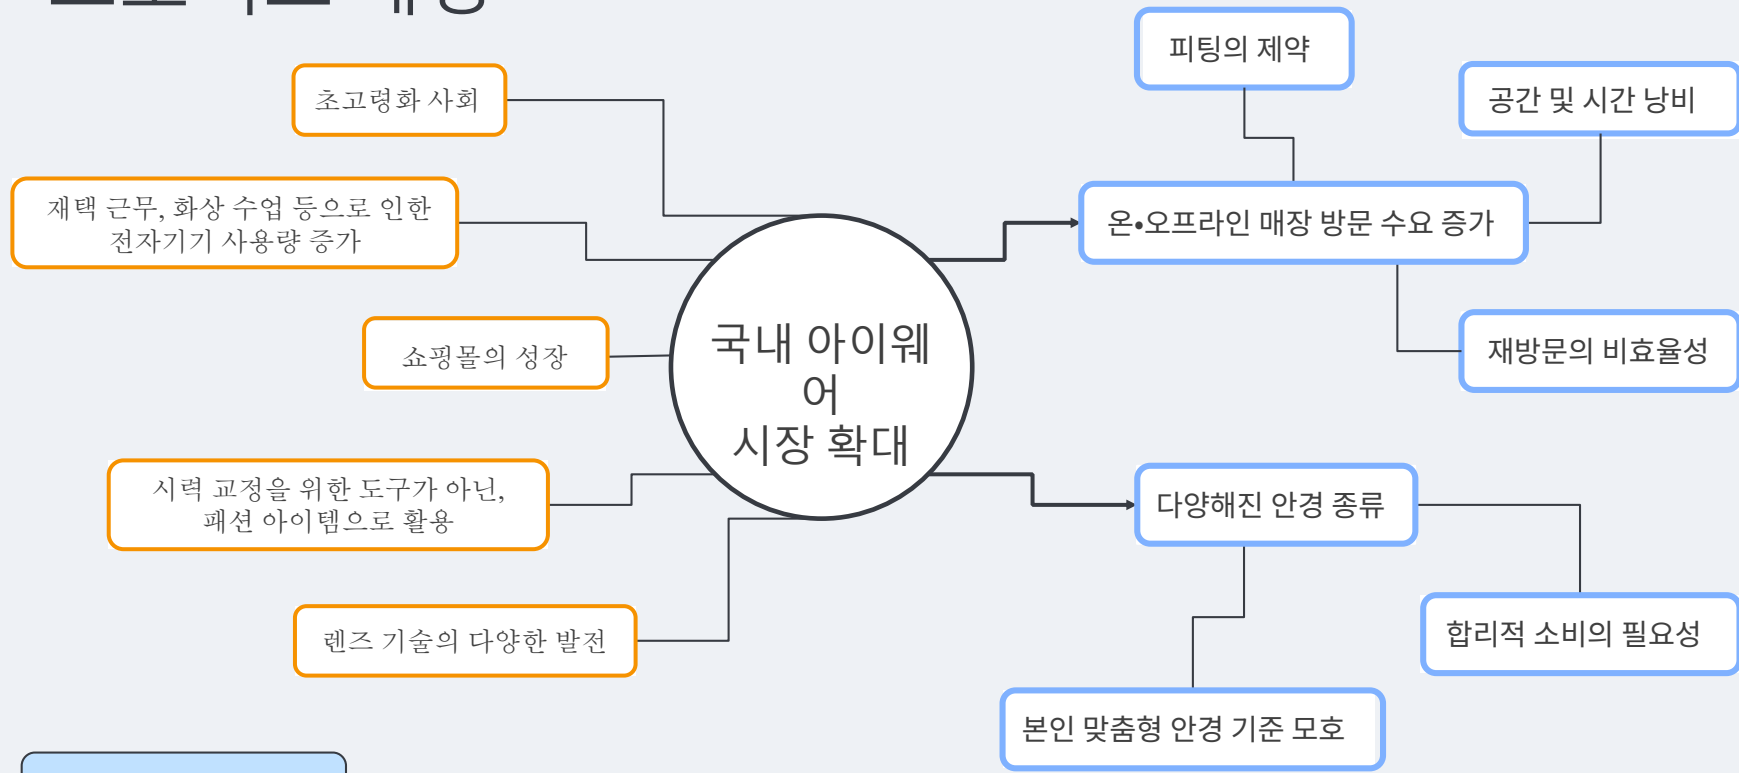 피팅의 제약
초고령화 사회
공간 및 시간 낭비
재택 근무, 화상 수업 등으로 인한
전자기기 사용량 증가
온•오프라인 매장 방문 수요 증가
쇼핑몰의 성장
국내 아이웨
어
시장 확대
재방문의 비효율성
시력 교정을 위한 도구가 아닌,
패션 아이템으로 활용
다양해진 안경 종류
렌즈 기술의 다양한 발전
합리적 소비의 필요성
본인 맞춤형 안경 기준 모호